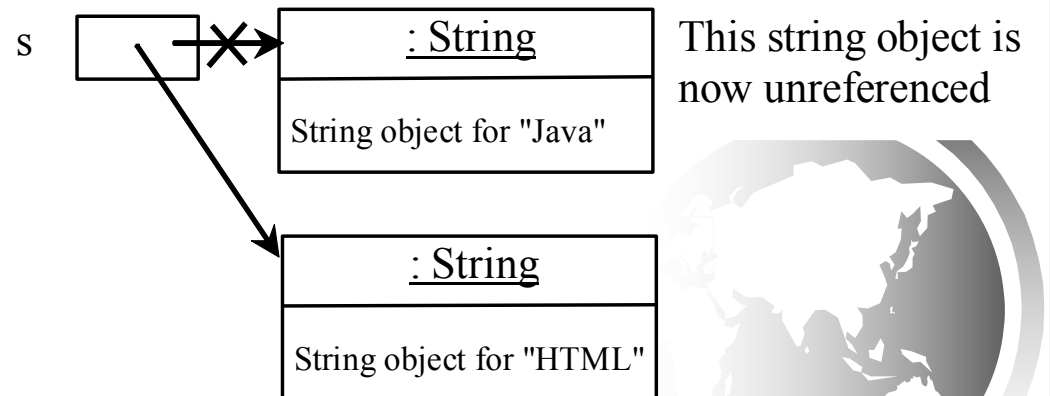 s
: String
This string object is
now unreferenced
String object for "Java"
: String
String object for "HTML"